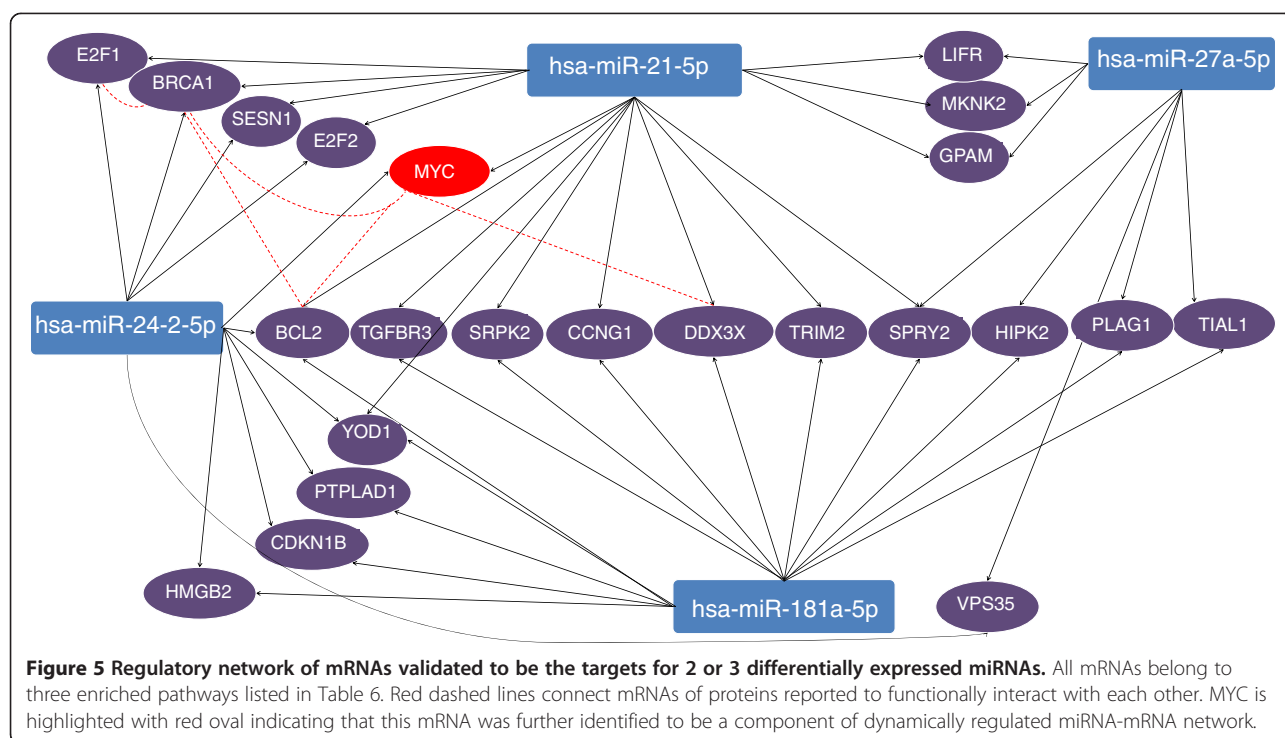 E2F1
BRCA1
SESN1
E2F2
MYC
hsa-miR-21-5p
LIFR
MKNK2
GPAM
hsa-miR-27a-5p
hsa-miR-24-2-5p
BCL2
TGFBR3
SRPK2
CCNG1
DDX3X
TRIM2
SPRY2
HIPK2
PLAG1
TIAL1
YOD1
PTPLAD1
CDKN1B
HMGB2
hsa-miR-181a-5p
VPS35
Figure 5 Regulatory network of mRNAs validated to be the targets for 2 or 3 differentially expressed miRNAs. All mRNAs belong to
three enriched pathways listed in Table 6. Red dashed lines connect mRNAs of proteins reported to functionally interact with each other. MYC is
highlighted with red oval indicating that this mRNA was further identified to be a component of dynamically regulated miRNA-mRNA network.